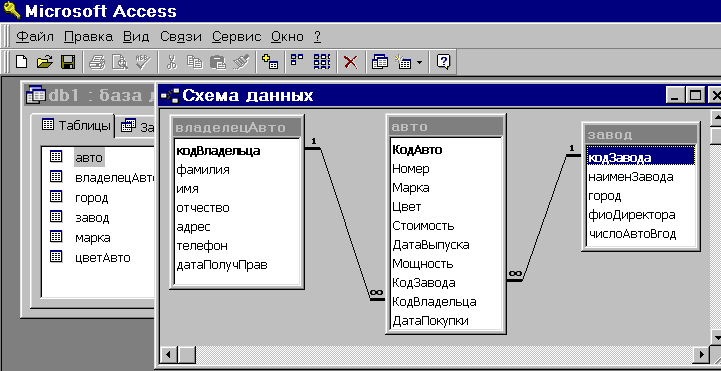 Microsoft Access
Файл Правка Вид Связи Сервис Окно ?
db1 : база д
Схема данных
Таблицы За
авто
владелецАвто
город
завод
марка
цветАвто
владелецАвто
кодВладельца
фамилия
имя
отчество
адрес
телефон
датаПолучПрав
1
∞
авто
КодАвто
Номер
Марка
Цвет
Стоимость
ДатаВыпуска
Мощность
КодЗавода
КодВладельца
ДатаПокупки
1
∞
завод
кодЗавода
наименЗавода
город
фиоДиректора
числоАвтоВгод